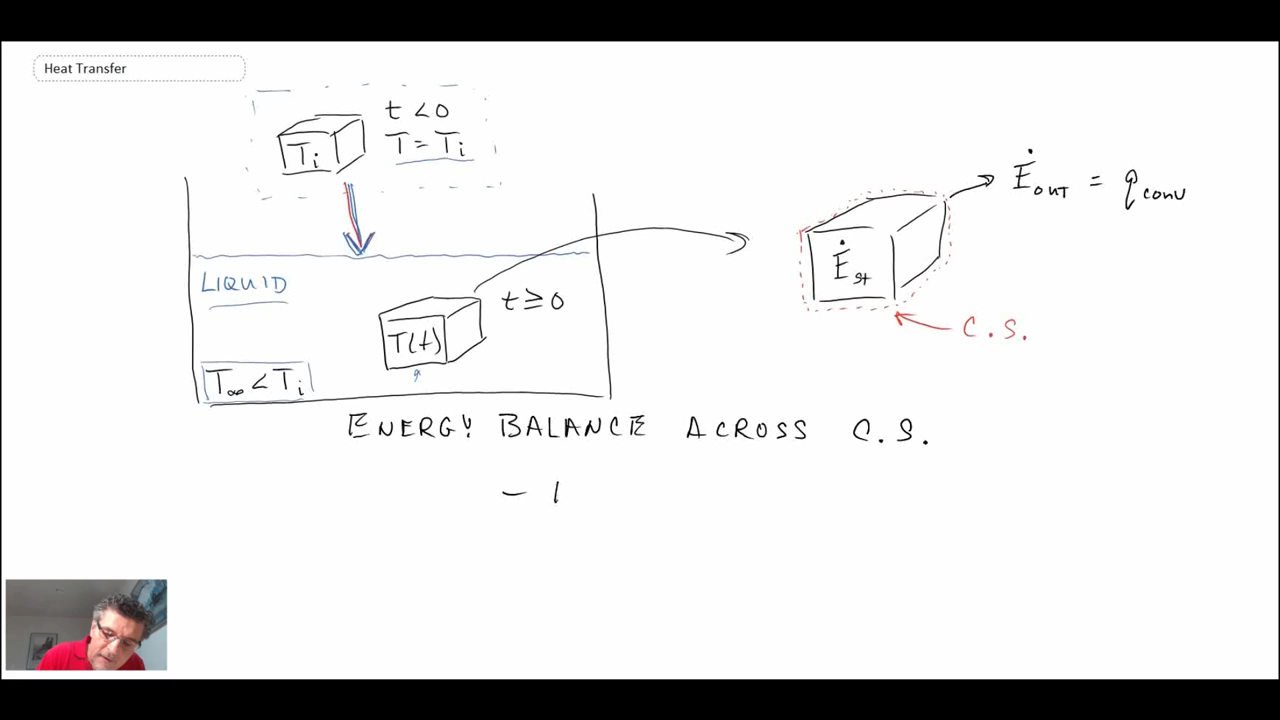 Heat Transfer
t < 0
T = Ti
Ti
Ėout = qconv
LIQUID
t ≥ 0
T(t)
T∞ < Ti
Ėst
C.S.
ENERGY BALANCE ACROSS C.S.